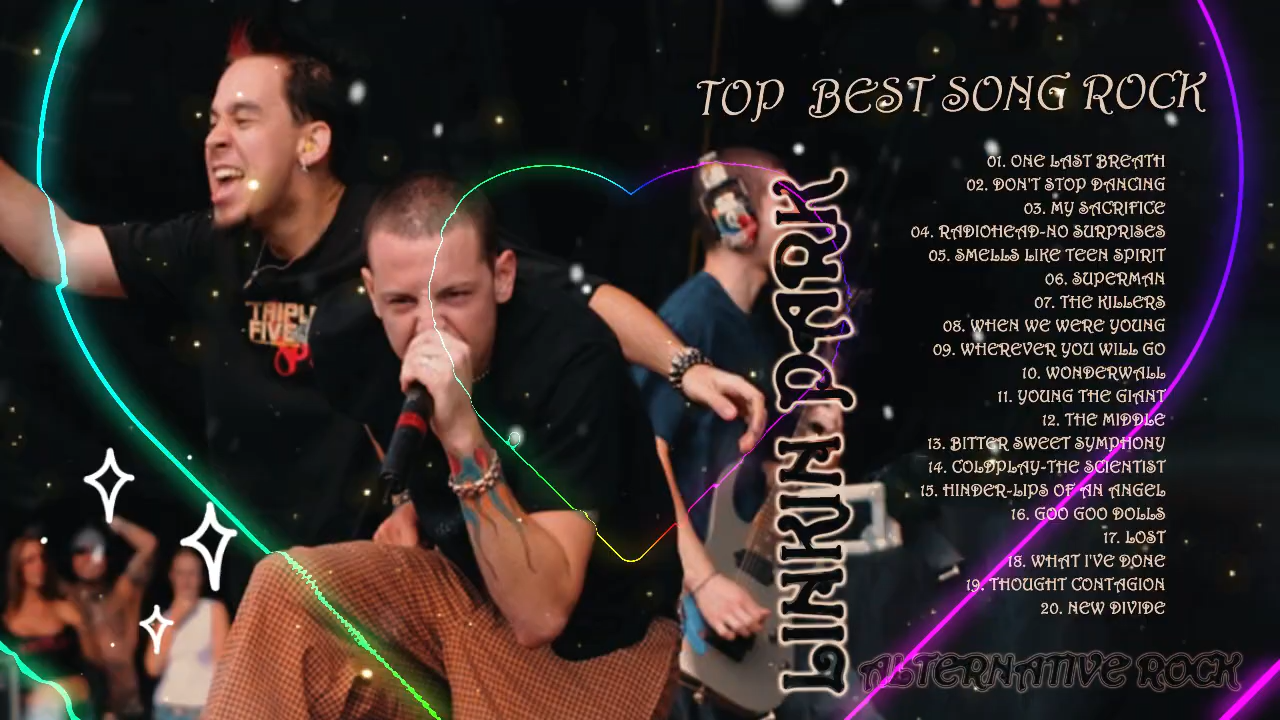 TOP BEST SONG ROCK
01. ONE LAST BREATH
02. DON'T STOP DANCING
03. MY SACRIFICE
04. RADIOHEAD-NO SURPRISES
05. SMELLS LIKE TEEN SPIRIT
06. SUPERMAN
07. THE KILLERS
08. WHEN WE WERE YOUNG
09. WHEREVER YOU WILL GO
10. WONDERWALL
11. YOUNG THE GIANT
12. THE MIDDLE
13. BITTER SWEET SYMPHONY
14. COLDPLAY-THE SCIENTIST
15. HINDER-LIPS OF AN ANGEL
16. GOO GOO DOLLS
17. LOST
18. WHAT I'VE DONE
19. THOUGHT CONTAGION
20. NEW DIVIDE
LINKIN PARK
ALTERNATIVE ROCK
TRIPLE
FIVE